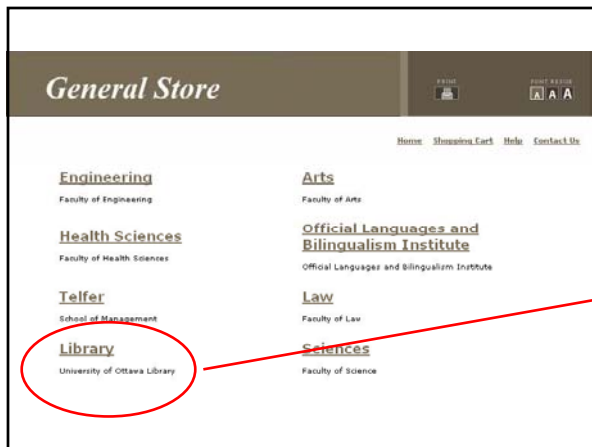 General Store
PRINT
FONT RESIZE
A A A
Home Shopping Cart Help Contact Us
Engineering
Faculty of Engineering
Health Sciences
Faculty of Health Sciences
Telfer
School of Management
Library
University of Ottawa Library
Arts
Faculty of Arts
Official Languages and
Bilingualism Institute
Official Languages and Bilingualism Institute
Law
Faculty of Law
Sciences
Faculty of Science